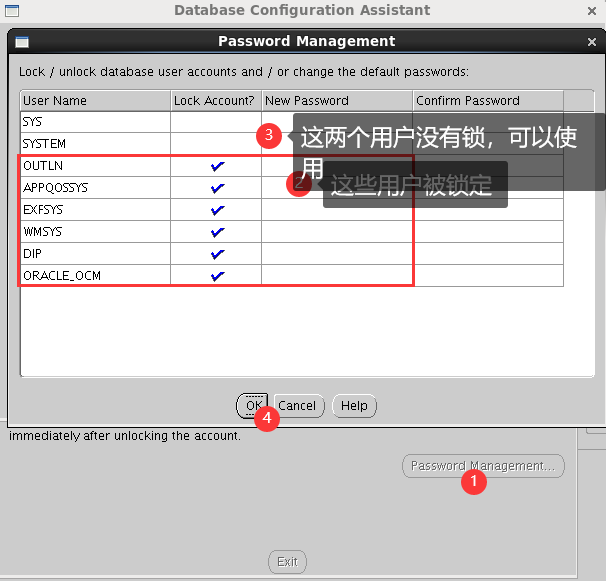 Database Configuration Assistant
Password Management
Lock / unlock database user accounts and / or change the default passwords:
User Name Lock Account? New Password Confirm Password
SYS
SYSTEM
3 这两个用户没有锁，可以使
用
OUTLN
APPQOSSYS
2 这些用户被锁定
EXFSYS
WMSYS
DIP
ORACLE_OCM
OK Cancel Help
4
immediately after unlocking the account.
Password Management...
1
Exit